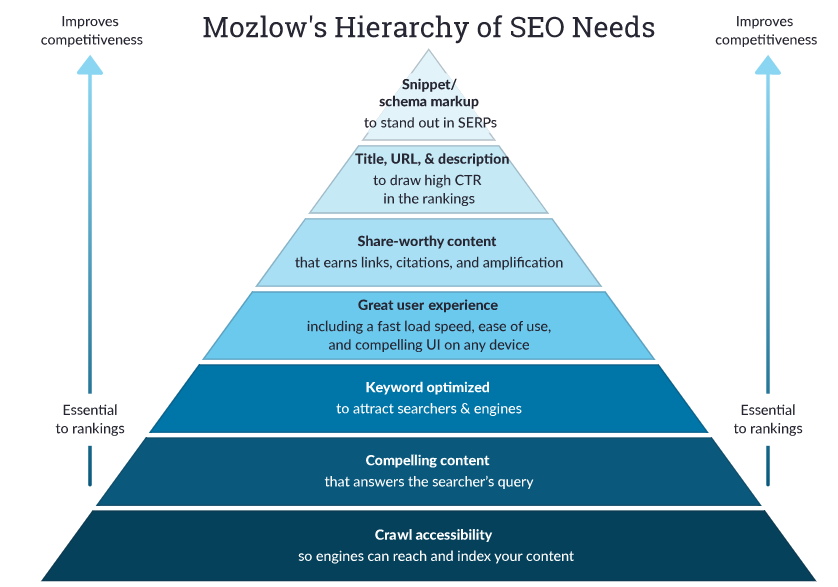 Mozlow's Hierarchy of SEO Needs
Improves
competitiveness
Improves
competitiveness
Snippet/
schema markup
to stand out in SERPs
Title, URL, & description
to draw high CTR
in the rankings
Share-worthy content
that earns links, citations, and amplification
Great user experience
including a fast load speed, ease of use,
and compelling UI on any device
Keyword optimized
to attract searchers & engines
Essential
to rankings
Essential
to rankings
Compelling content
that answers the searcher's query
Crawl accessibility
so engines can reach and index your content